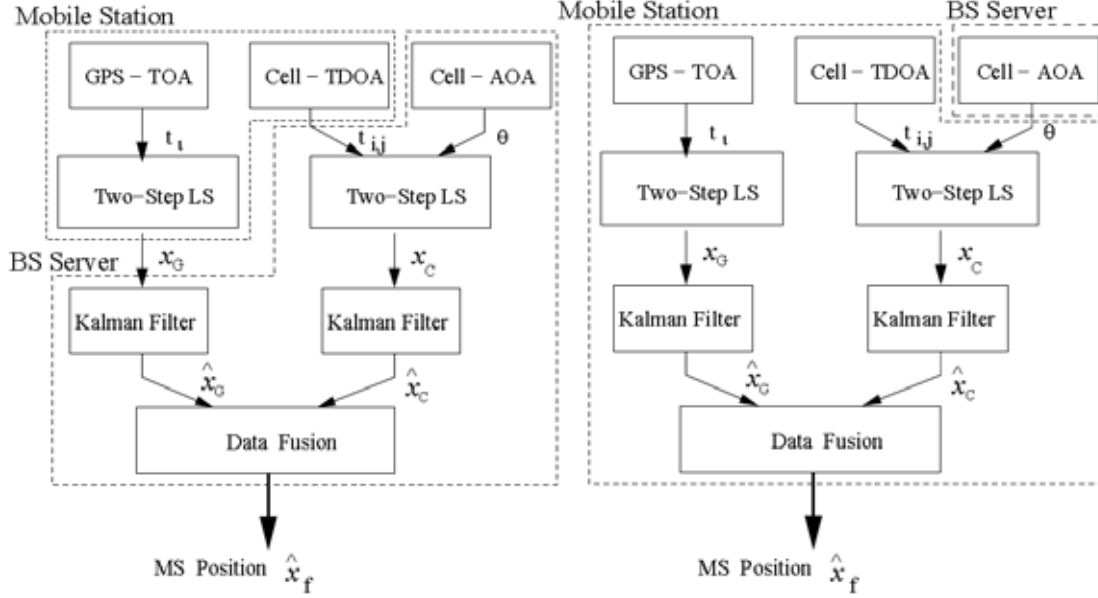 Mobile Station
GPS – TOA
Cell – TDOA
Cell – AOA
t ι
t i,j
θ
Two–Step LS
Two–Step LS
BS Server
x G
x C
Kalman Filter
Kalman Filter
x̂ G
x̂ C
Data Fusion
MS Position x̂ f
Mobile Station
BS Server
GPS – TOA
Cell – TDOA
Cell – AOA
t ι
t i,j
θ
Two–Step LS
Two–Step LS
x G
x C
Kalman Filter
Kalman Filter
x̂ G
x̂ C
Data Fusion
MS Position x̂ f